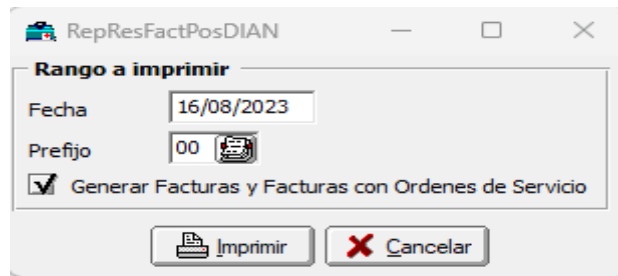 RepResFactPosDIAN
Rango a imprimir
Fecha 16/08/2023
Prefijo 00
Generar Facturas y Facturas con Ordenes de Servicio
Imprimir Cancelar